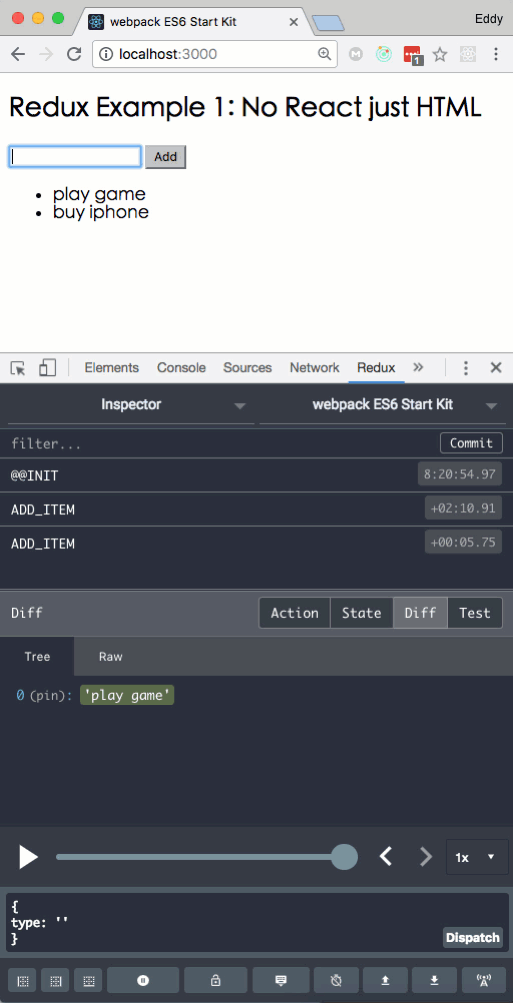 webpack ES6 Start Kit
Eddy
localhost:3000
1
Redux Example 1: No React just HTML
Add
play game
buy iphone
Elements Console Sources Network Redux »
Inspector webpack ES6 Start Kit
filter... Commit
@@INIT 8:20:54.97
ADD_ITEM +02:10.91
ADD_ITEM +00:05.75
Diff Action State Diff Test
Tree Raw
0 (pin): 'play game'
1x
{
type: ''
}
Dispatch